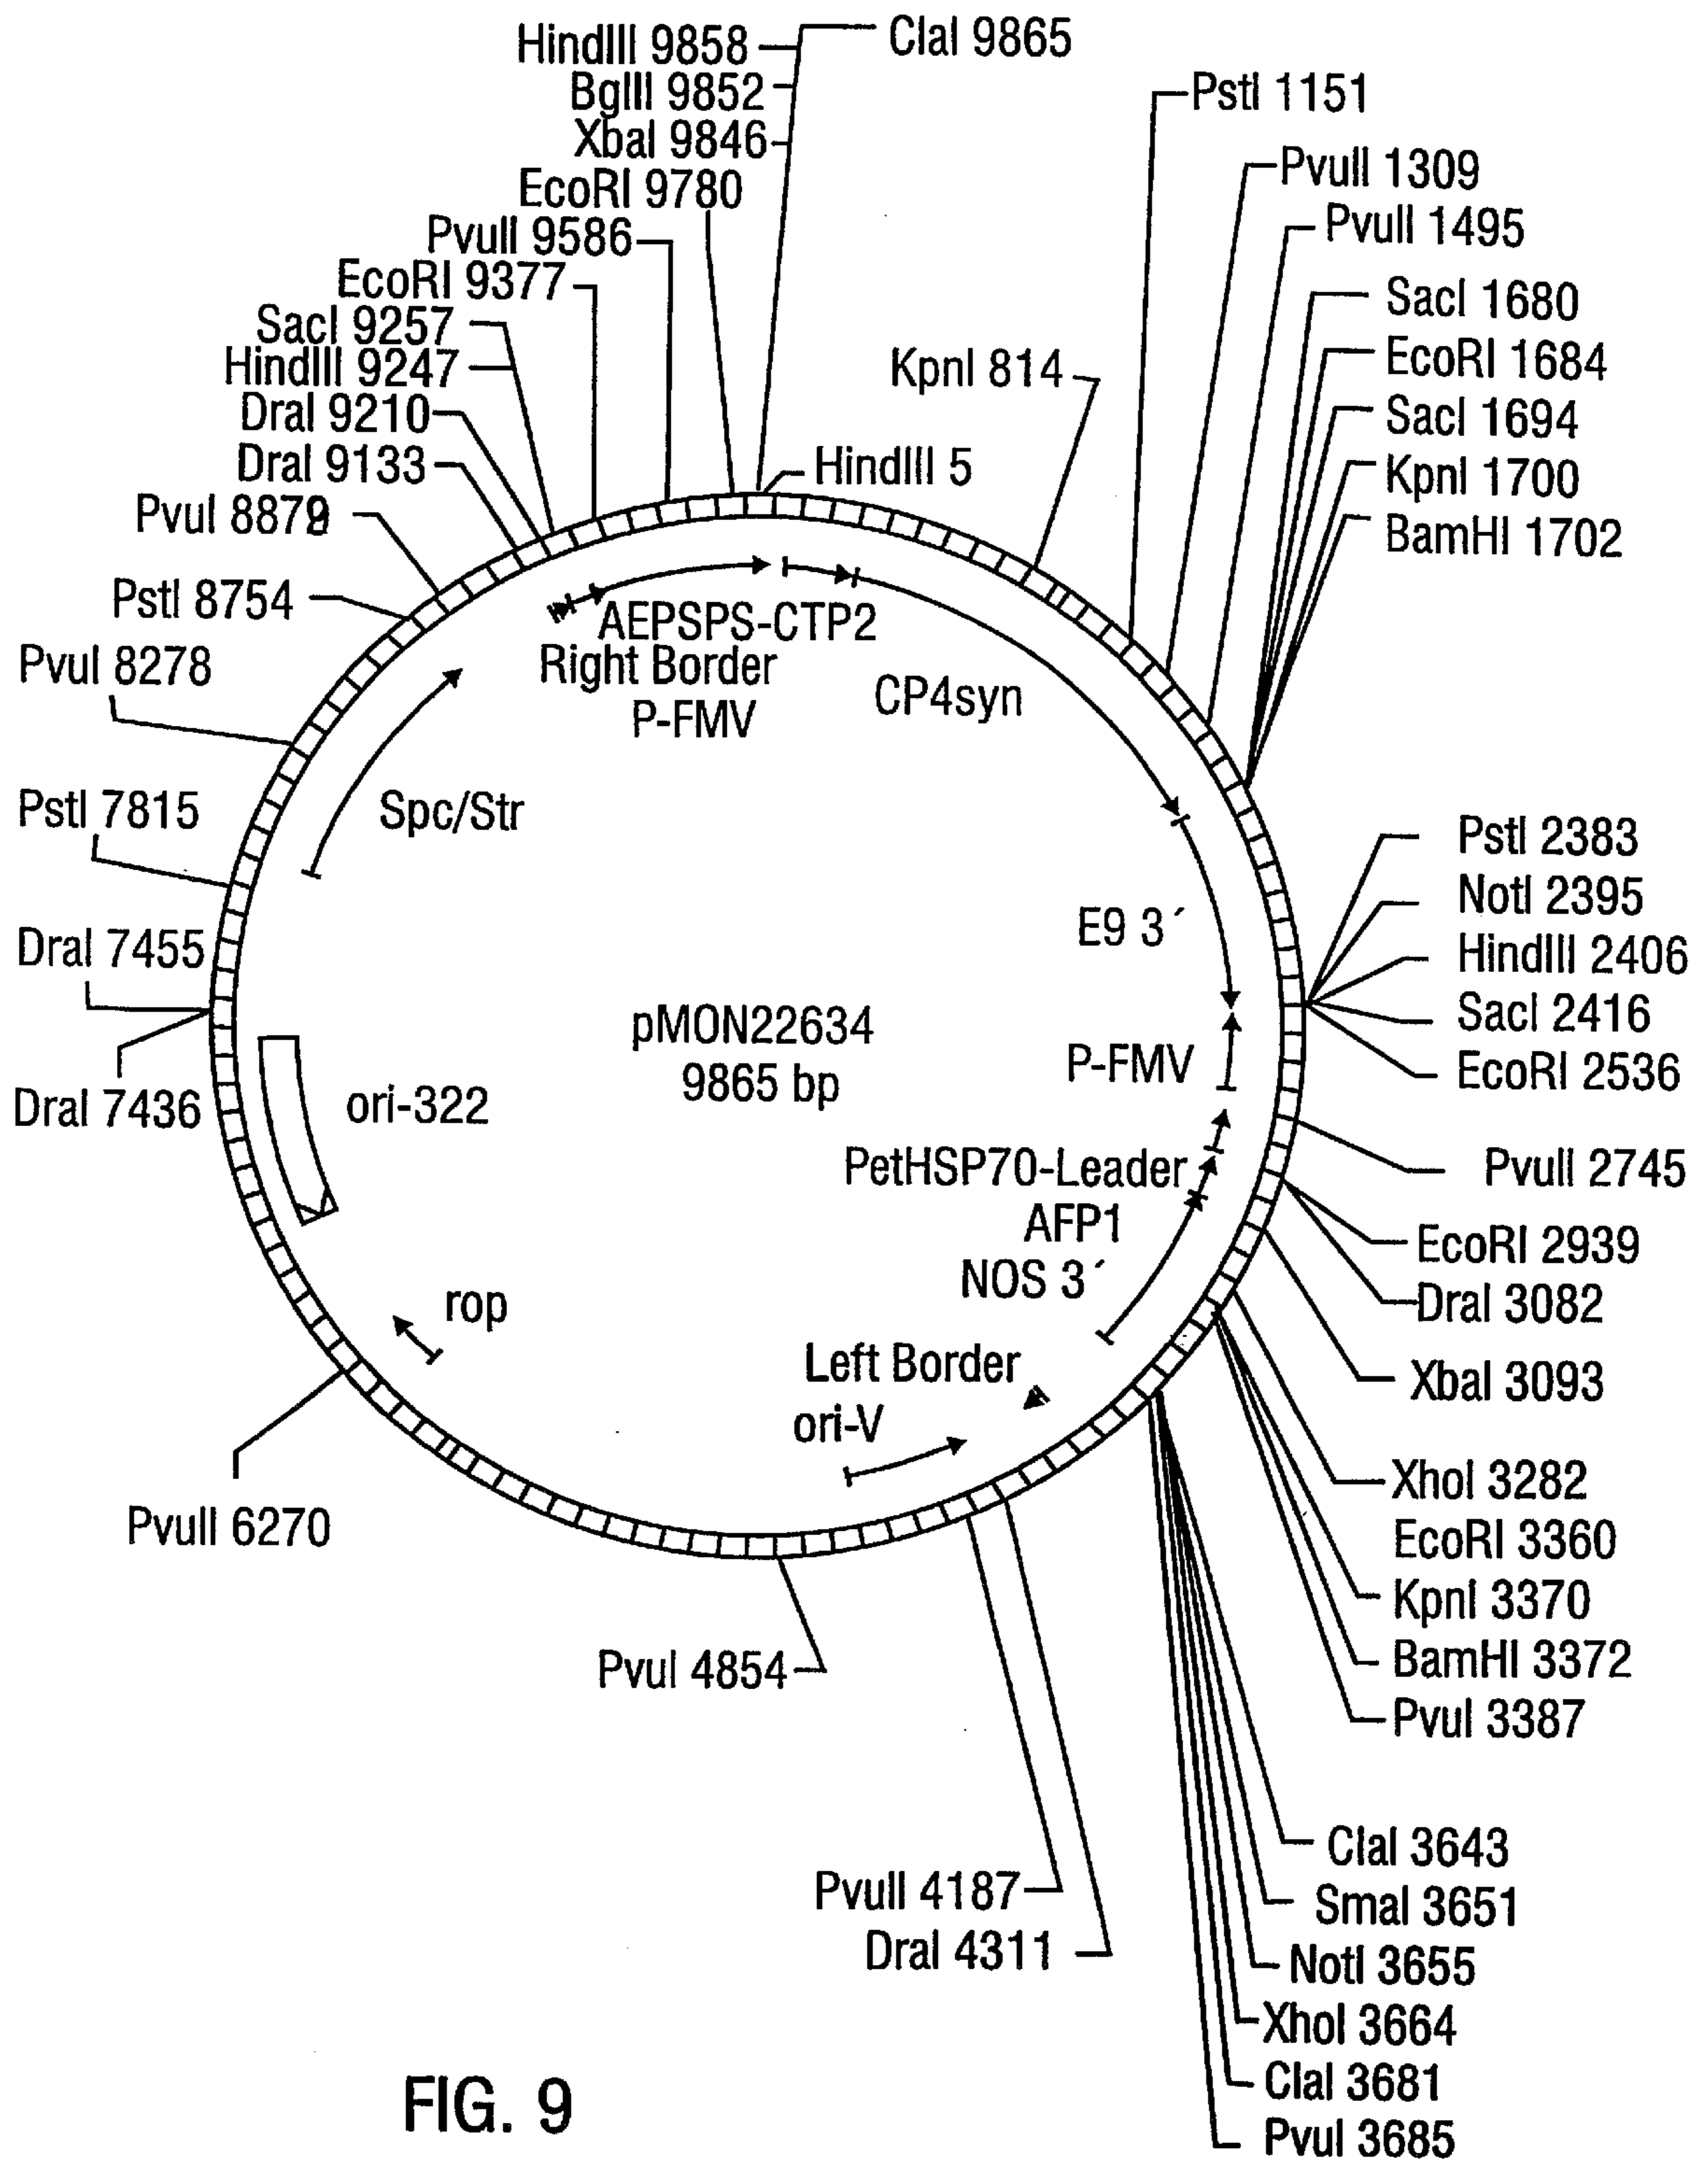 HindIII 9858
ClaI 9865
BglII 9852
XbaI 9846
EcoRI 9780
PvuII 9586
EcoRI 9377
SacI 9257
HindIII 9247
DraI 9210
DraI 9133
PvuI 8879
PstI 8754
PvuI 8278
PstI 7815
DraI 7455
DraI 7436
PvuII 6270
PstI 1151
PvuII 1309
PvuII 1495
SacI 1680
EcoRI 1684
SacI 1694
KpnI 1700
BamHI 1702
KpnI 814
HindIII 5
PstI 2383
NotI 2395
HindIII 2406
SacI 2416
EcoRI 2536
PvuII 2745
EcoRI 2939
DraI 3082
XbaI 3093
XhoI 3282
EcoRI 3360
KpnI 3370
BamHI 3372
PvuI 3387
ClaI 3643
SmaI 3651
NotI 3655
XhoI 3664
ClaI 3681
PvuI 3685
PvuII 4187
DraI 4311
PvuI 4854
AEPSPS-CTP2
Right Border
P-FMV
CP4syn
Spc/Str
E9 3´
pMON22634
9865 bp
P-FMV
ori-322
PetHSP70-Leader
AFP1
NOS 3´
rop
Left Border
ori-V
FIG. 9